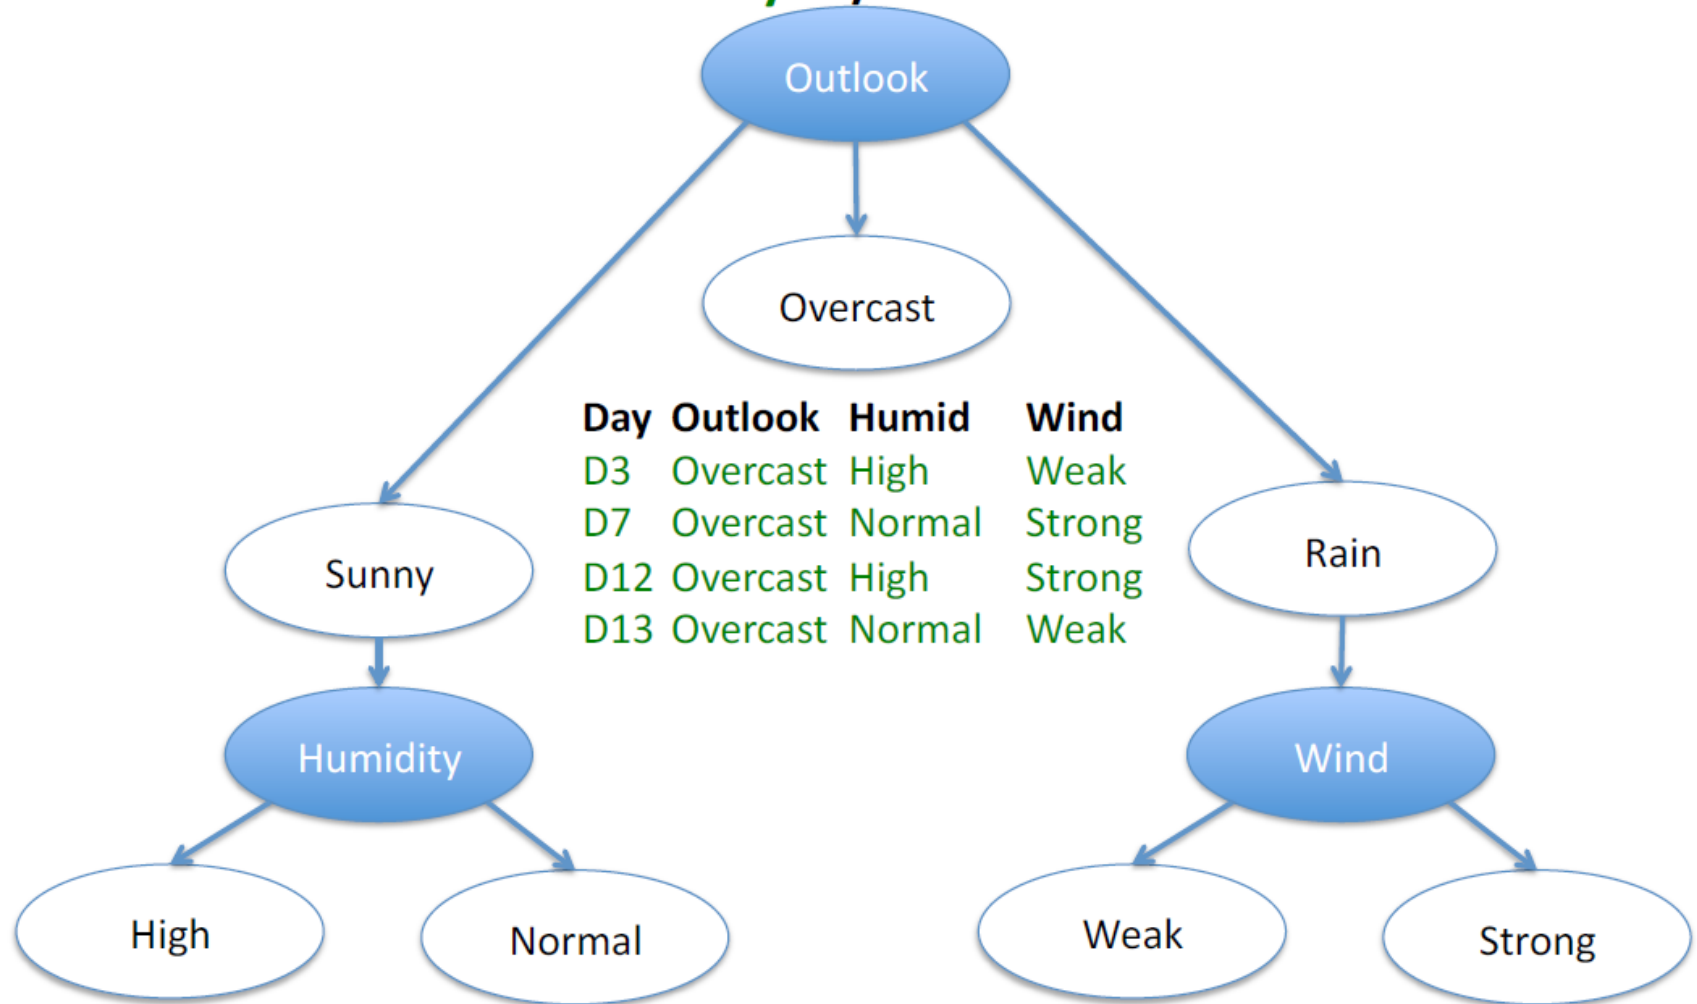 Outlook
Overcast
Day Outlook Humid Wind
D3 Overcast High Weak
D7 Overcast Normal Strong
D12 Overcast High Strong
D13 Overcast Normal Weak
Sunny
Rain
Humidity
Wind
High
Normal
Weak
Strong